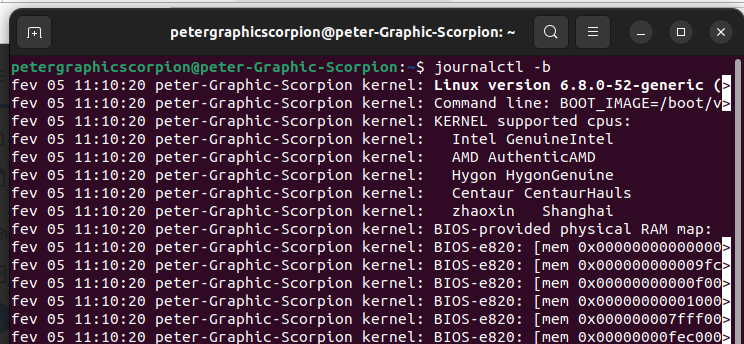 petergraphicscorpion@peter-Graphic-Scorpion: ~
petergraphicscorpion@peter-Graphic-Scorpion:~$ journalctl -b
fev 05 11:10:20 peter-Graphic-Scorpion kernel: Linux version 6.8.0-52-generic (>
fev 05 11:10:20 peter-Graphic-Scorpion kernel: Command line: BOOT_IMAGE=/boot/v>
fev 05 11:10:20 peter-Graphic-Scorpion kernel: KERNEL supported cpus:
fev 05 11:10:20 peter-Graphic-Scorpion kernel:   Intel GenuineIntel
fev 05 11:10:20 peter-Graphic-Scorpion kernel:   AMD AuthenticAMD
fev 05 11:10:20 peter-Graphic-Scorpion kernel:   Hygon HygonGenuine
fev 05 11:10:20 peter-Graphic-Scorpion kernel:   Centaur CentaurHauls
fev 05 11:10:20 peter-Graphic-Scorpion kernel:   zhaoxin   Shanghai
fev 05 11:10:20 peter-Graphic-Scorpion kernel: BIOS-provided physical RAM map:
fev 05 11:10:20 peter-Graphic-Scorpion kernel: BIOS-e820: [mem 0x00000000000000>
fev 05 11:10:20 peter-Graphic-Scorpion kernel: BIOS-e820: [mem 0x000000000009fc>
fev 05 11:10:20 peter-Graphic-Scorpion kernel: BIOS-e820: [mem 0x00000000000f00>
fev 05 11:10:20 peter-Graphic-Scorpion kernel: BIOS-e820: [mem 0x00000000001000>
fev 05 11:10:20 peter-Graphic-Scorpion kernel: BIOS-e820: [mem 0x000000007fff00>
fev 05 11:10:20 peter-Graphic-Scorpion kernel: BIOS-e820: [mem 0x00000000fec000>